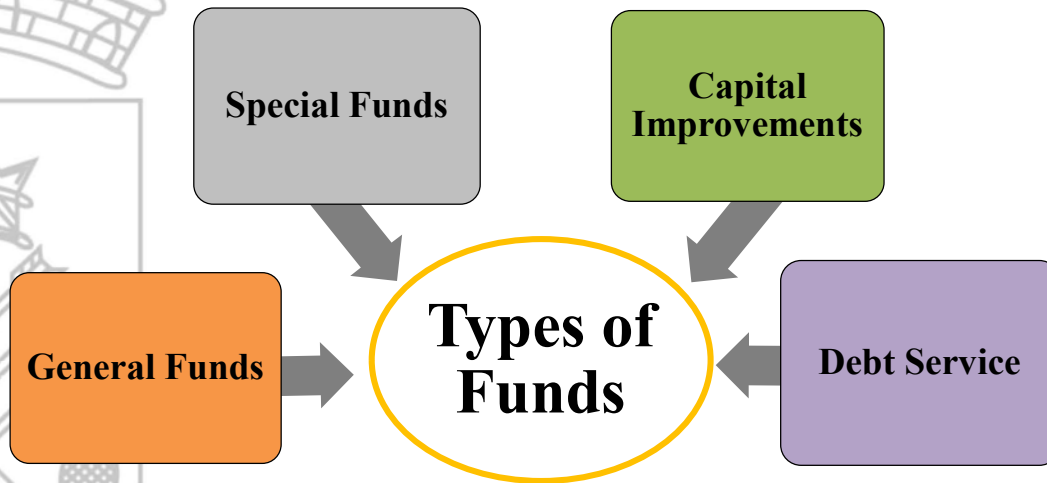 Special Funds
Capital
Improvements
General Funds
Types of
Funds
Debt Service